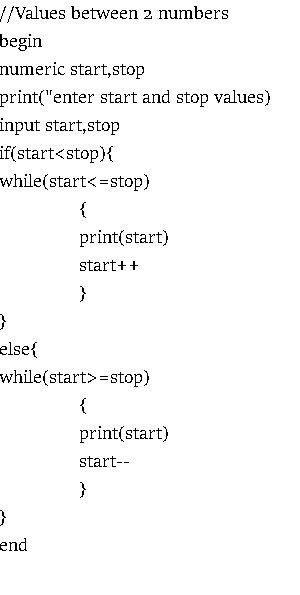 //Values between 2 numbers
begin
numeric start,stop
print("enter start and stop values)
input start,stop
if(start<stop){
while(start<=stop)
{
print(start)
start++
}
}
else{
while(start>=stop)
{
print(start)
start--
}
}
end